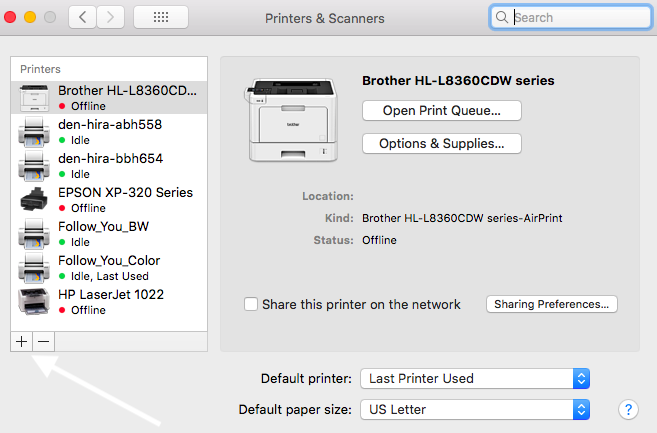 Printers & Scanners
Search
Printers
Brother HL-L8360CD...
Offline
den-hira-abh558
Idle
den-hira-bbh654
Idle
EPSON XP-320 Series
Offline
Follow_You_BW
Idle
Follow_You_Color
Idle, Last Used
HP LaserJet 1022
Offline
+ −
brother
Brother HL-L8360CDW series
Open Print Queue...
Options & Supplies...
Location:
Kind: Brother HL-L8360CDW series-AirPrint
Status: Offline
Share this printer on the network
Sharing Preferences...
Default printer: Last Printer Used
Default paper size: US Letter
?